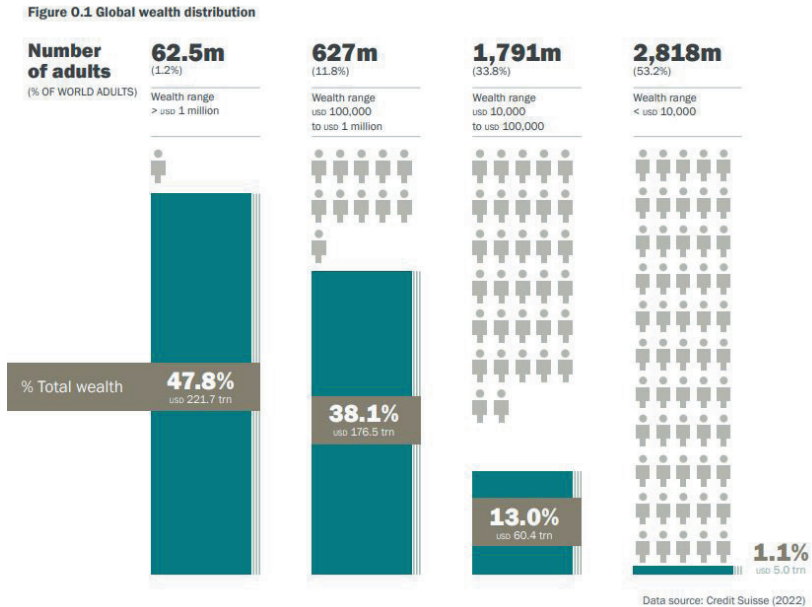 Figure 0.1 Global wealth distribution
Number
of adults
(% OF WORLD ADULTS)
62.5m
(1.2%)
Wealth range
> USD 1 million
627m
(11.8%)
Wealth range
USD 100,000
to USD 1 million
1,791m
(33.8%)
Wealth range
USD 10,000
to USD 100,000
2,818m
(53.2%)
Wealth range
< USD 10,000
% Total wealth
47.8%
USD 221.7 trn
38.1%
USD 176.5 trn
13.0%
USD 60.4 trn
1.1%
USD 5.0 trn
Data source: Credit Suisse (2022)